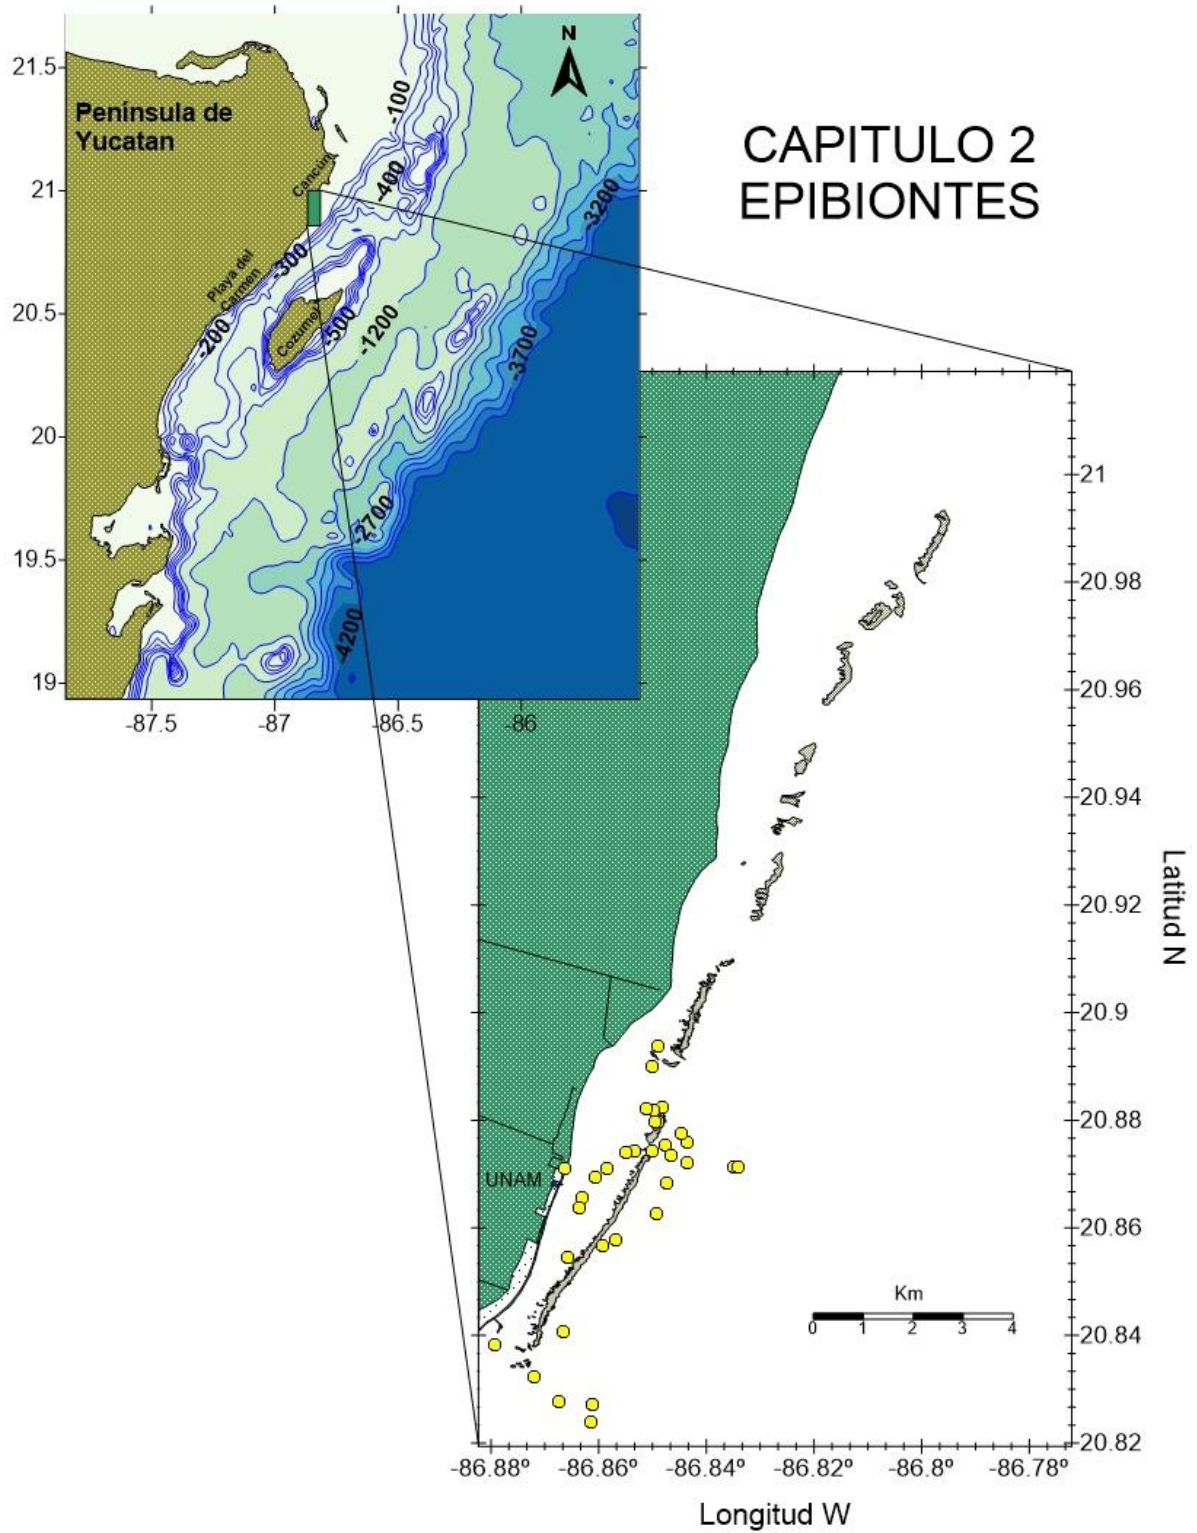 N
21.5
Península de
Yucatan
-100
CAPITULO 2
EPIBIONTES
Cancún
-400
21
-3200
-300
Playa del
Carmen
20.5
-200
Cozumel
-500
-1200
-3700
20
-2700
19.5
-4200
19
-87.5 -87 -86.5 -86
21
20.98
20.96
20.94
20.92
Latitud N
20.9
20.88
UNAM
20.86
Km
0 1 2 3 4
20.84
20.82
-86.88º -86.86º -86.84º -86.82º -86.8º -86.78º
Longitud W